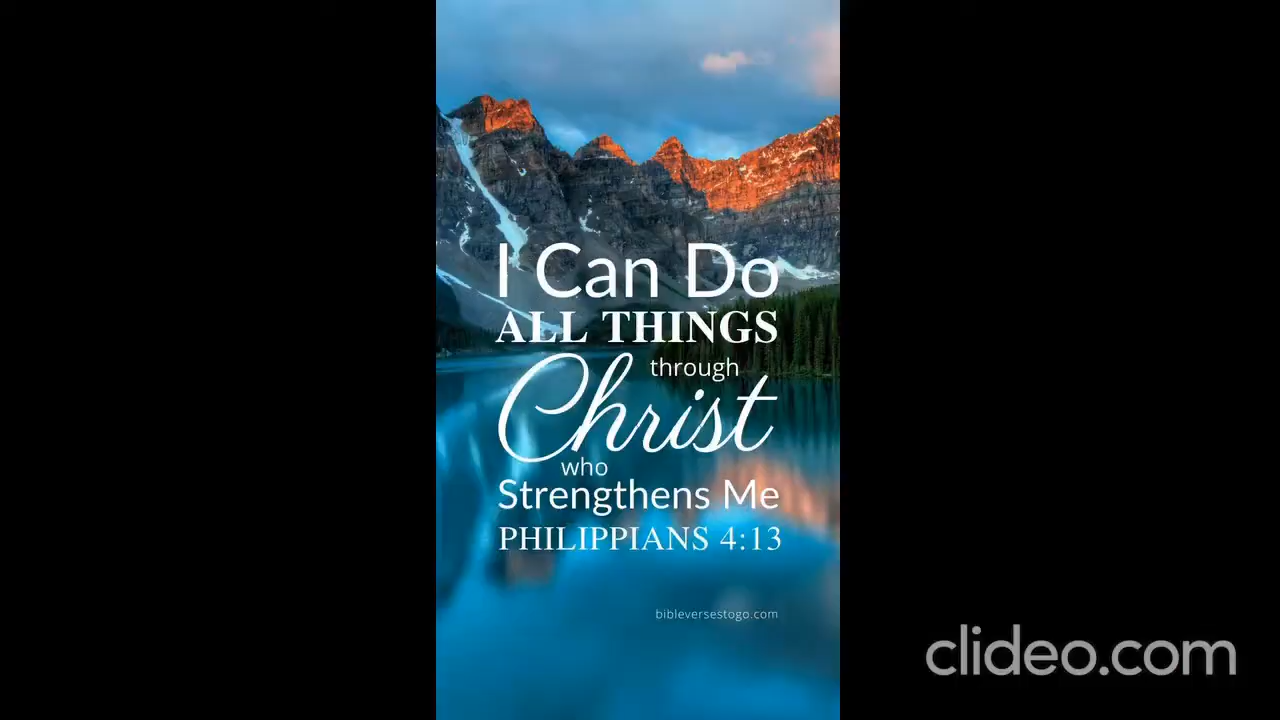 I Can Do
ALL THINGS
through
Christ
who
Strengthens Me
PHILIPPIANS 4:13
bibleversestogo.com
clideo.com